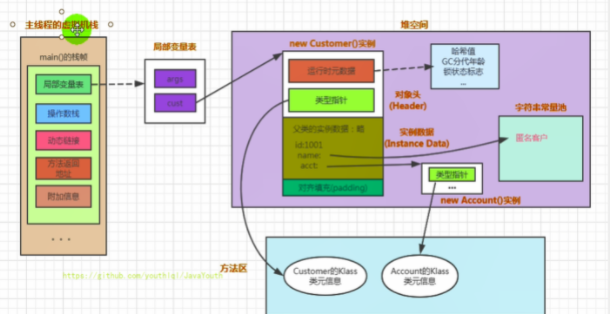 主线程的虚拟机栈
main()的栈帧
局部变量表
操作数栈
动态链接
方法返回
地址
附加信息
· · ·
局部变量表
args
cust
堆空间
new Customer()实例
运行时元数据
类型指针
父类的实例数据：略
id:1001
name:
acct:
对齐填充(padding)
对象头
(Header)
实例数据
(Instance Data)
哈希值
GC分代年龄
锁状态标志
...
字符串常量池
匿名客户
类型指针
...
new Account()实例
方法区
Customer的Klass
类元信息
Account的Klass
类元信息